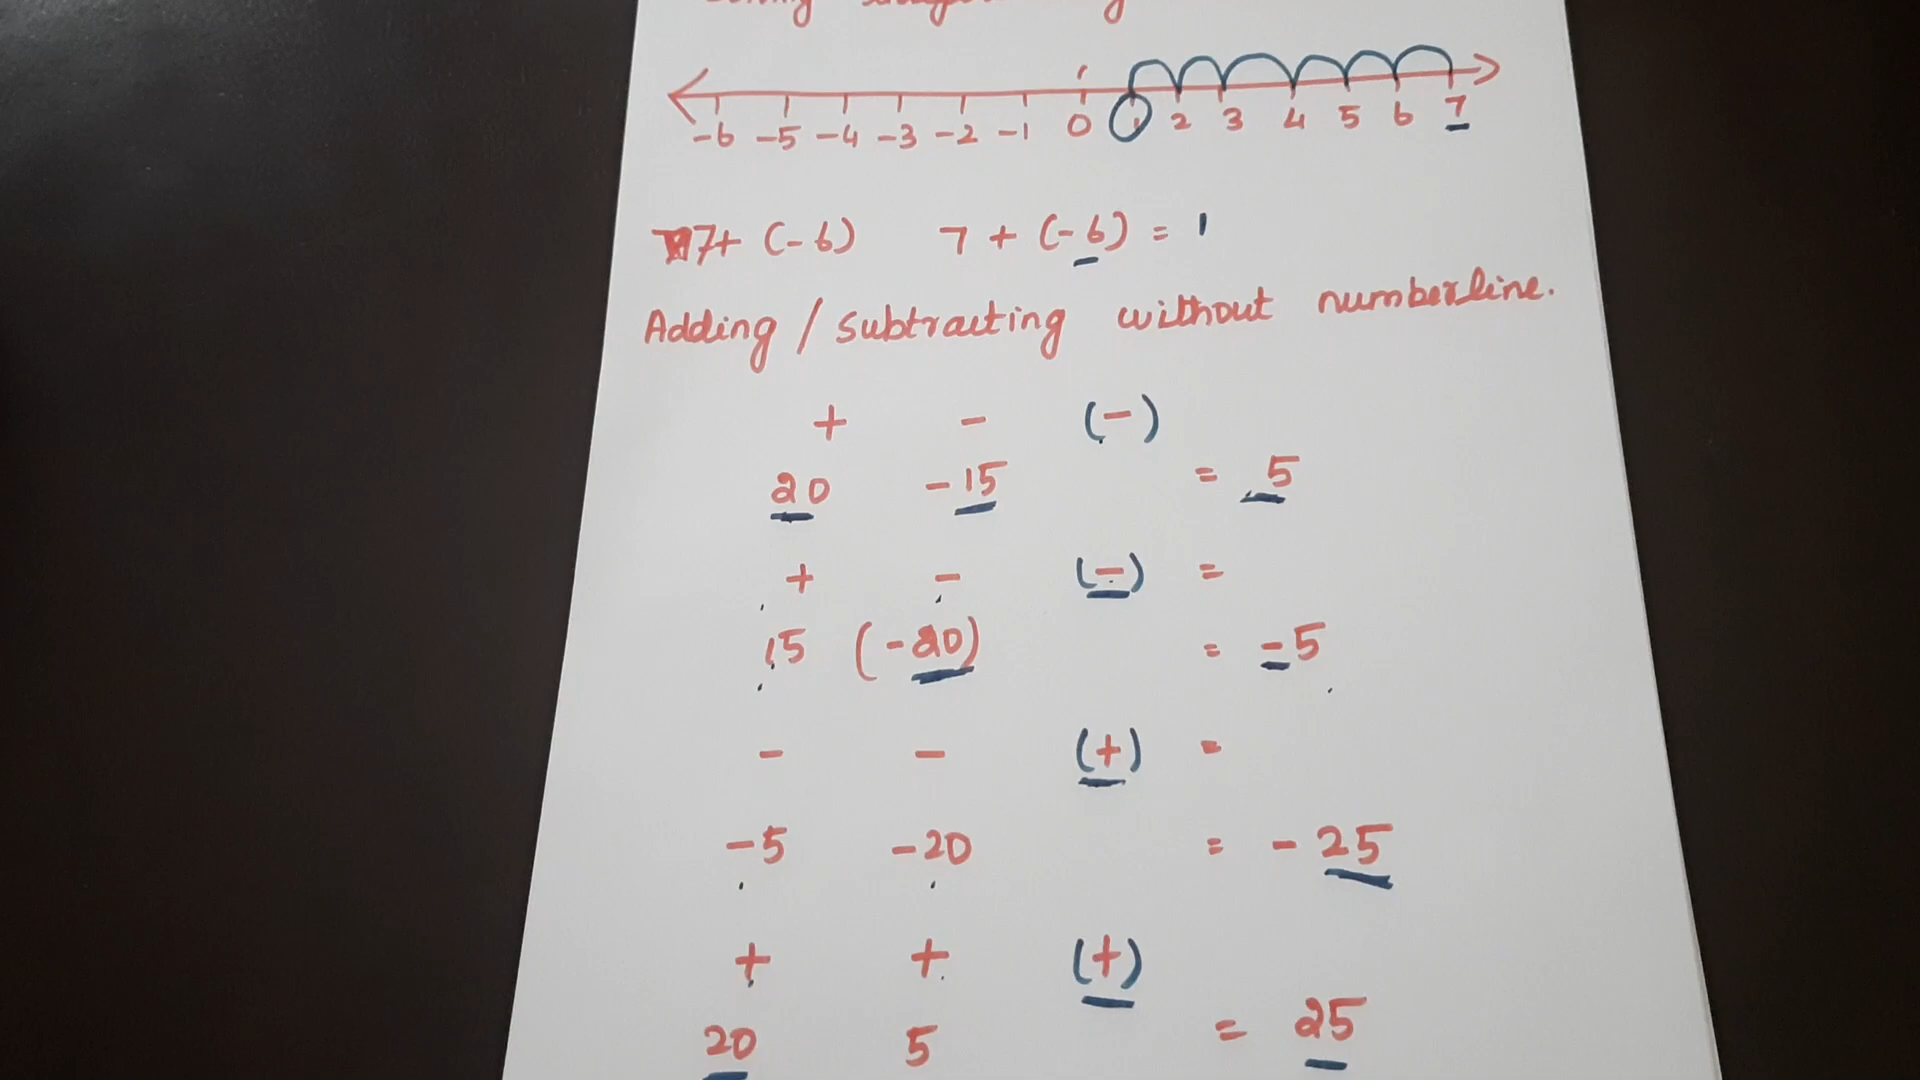 -6 -5 -4 -3 -2 -1 0 1 2 3 4 5 6 7
7+ (-6) 7 + (-6) = 1
Adding / subtracting without numberline.
+ - (-)
20 -15 = 5
+ - (-) =
15 (-20) = -5
- - (+) =
-5 -20 = - 25
+ + (+)
20 5 = 25